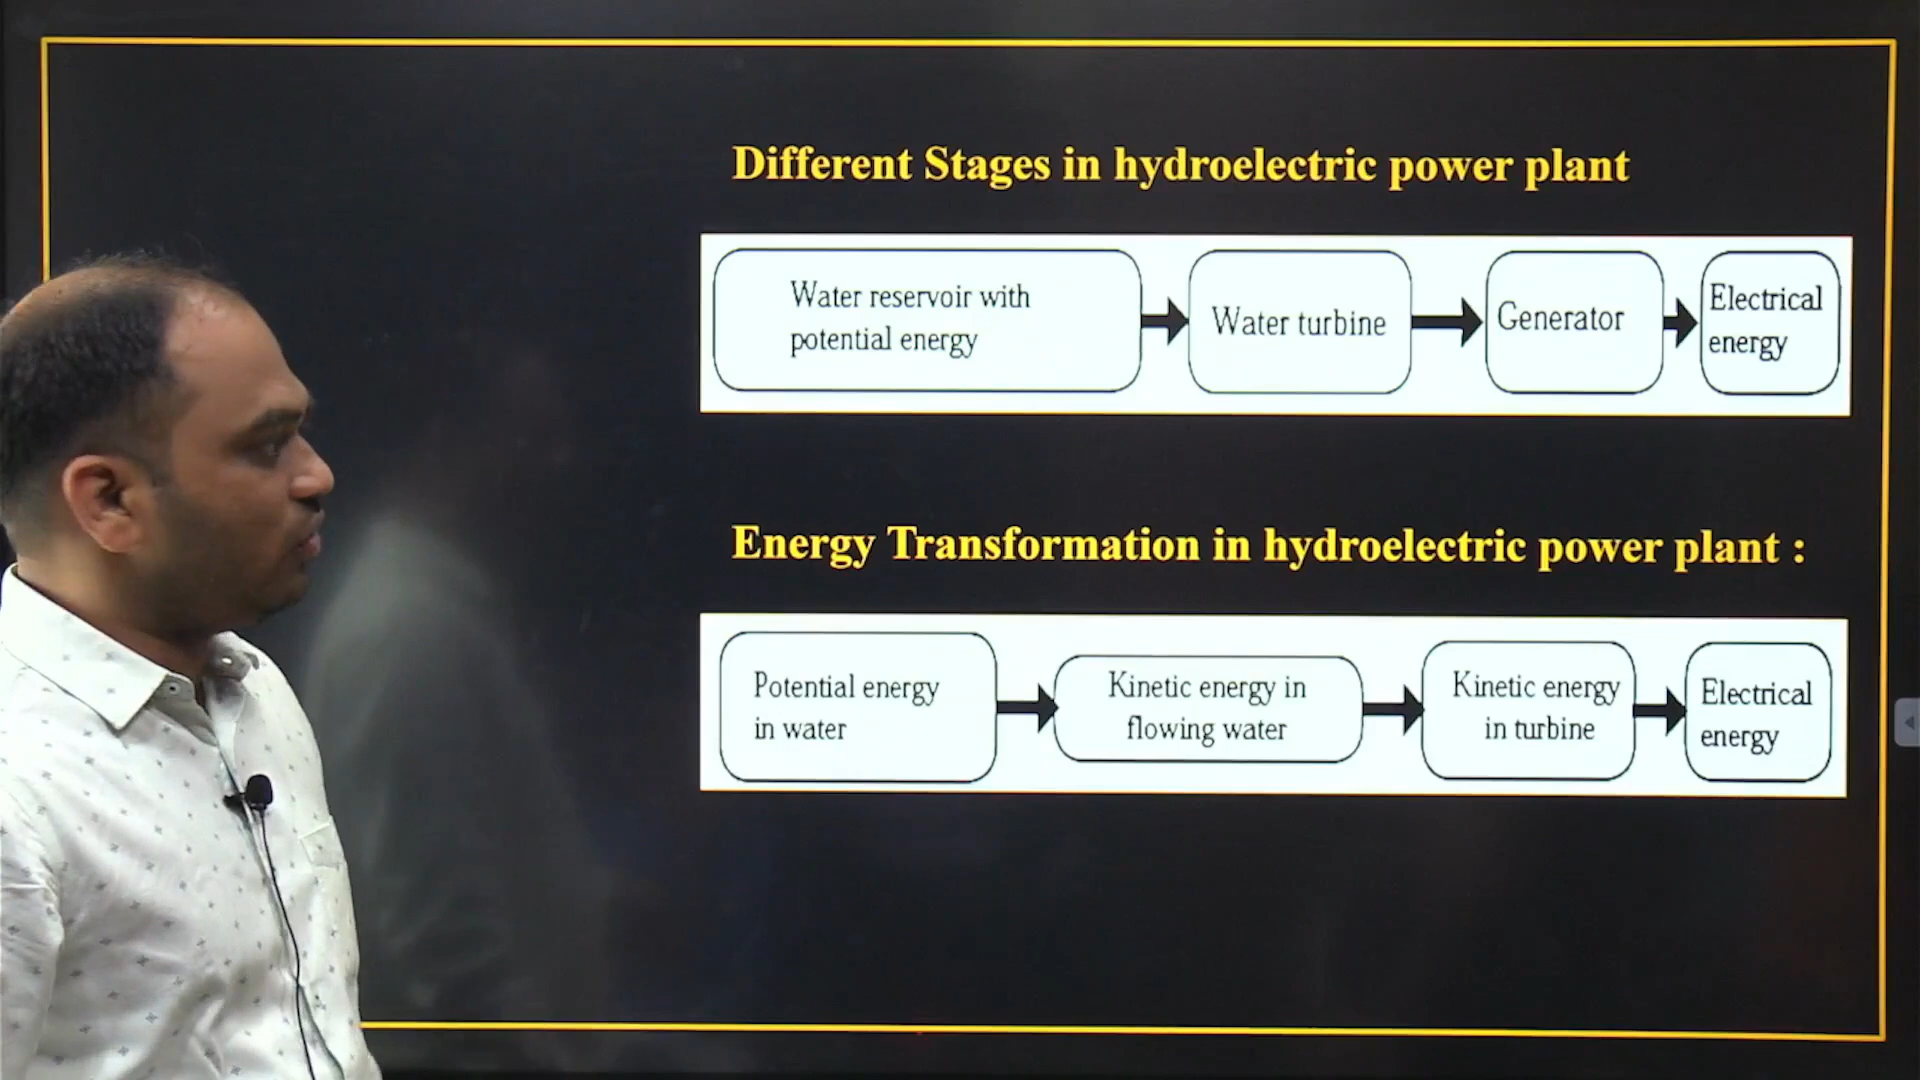 Different Stages in hydroelectric power plant
Water reservoir with
potential energy
Water turbine
Generator
Electrical
energy
Energy Transformation in hydroelectric power plant :
Potential energy
in water
Kinetic energy in
flowing water
Kinetic energy
in turbine
Electrical
energy